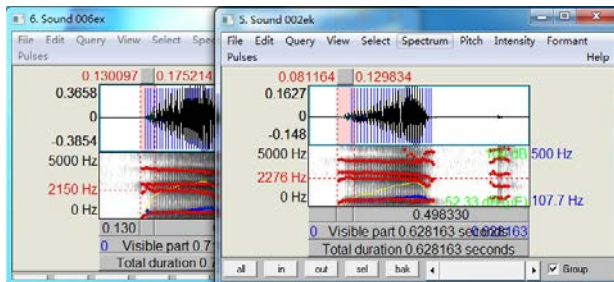 6. Sound 006ex
File Edit Query View Select
Pulses
0.130097 0.175214
0.3658
0
-0.3854
5000 Hz
2150 Hz
0 Hz
0.130
0 Visible part
Total duration
5. Sound 002ek
File Edit Query View Select Spectrum Pitch Intensity Formant
Pulses Help
0.081164 0.129834
0.1627
0
-0.148
5000 Hz 500 Hz
2276 Hz
0 Hz 107.7 Hz
0.498330
0 Visible part 0.628163 seconds 0.628163
Total duration 0.628163 seconds
all in out sel bak Group